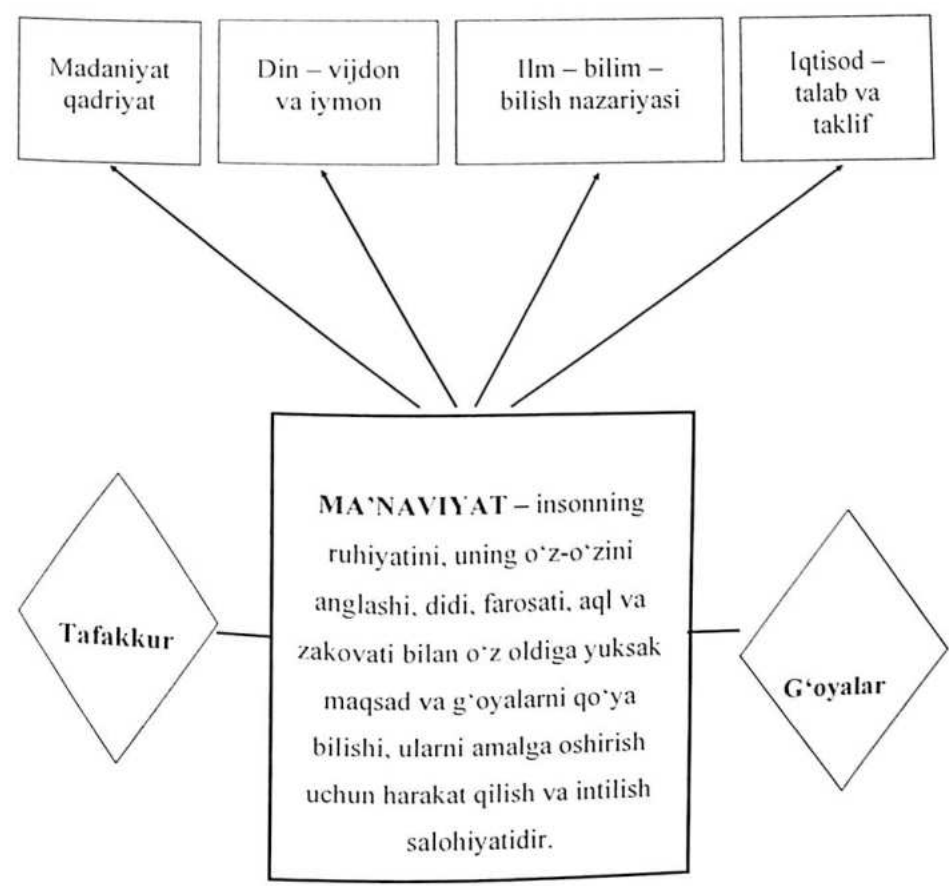 Madaniyat
qadriyat
Din – vijdon
va iymon
Ilm – bilim –
bilish nazariyasi
Iqtisod –
talab va
taklif
MA’NAVIYAT – insonning
ruhiyatini, uning o‘z-o‘zini
anglashi, didi, farosati, aql va
zakovati bilan o‘z oldiga yuksak
maqsad va g‘oyalarni qo‘ya
bilishi, ularni amalga oshirish
uchun harakat qilish va intilish
salohiyatidir.
Tafakkur
G‘oyalar